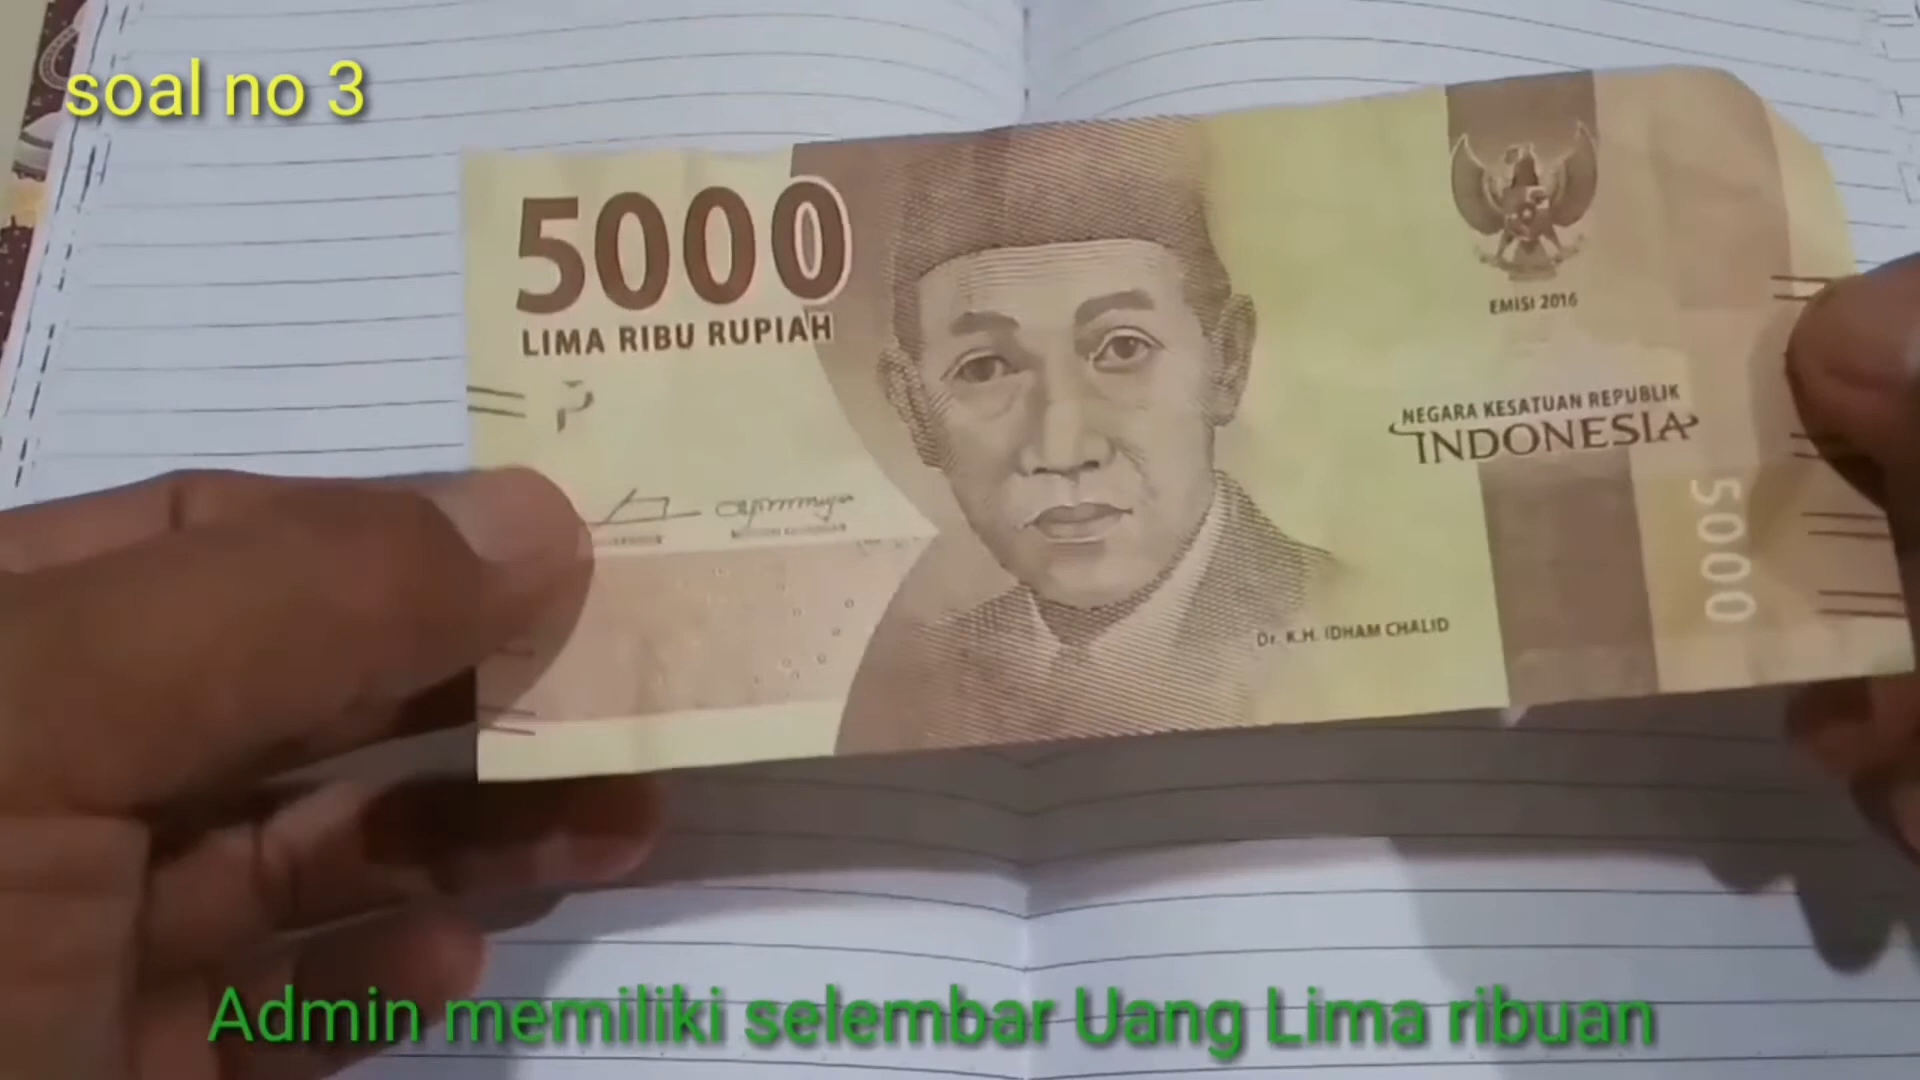 soal no 3
5000
LIMA RIBU RUPIAH
EMISI 2016
NEGARA KESATUAN REPUBLIK
INDONESIA
5000
Dr. K.H. IDHAM CHALID
Admin memiliki selembar Uang Lima ribuan